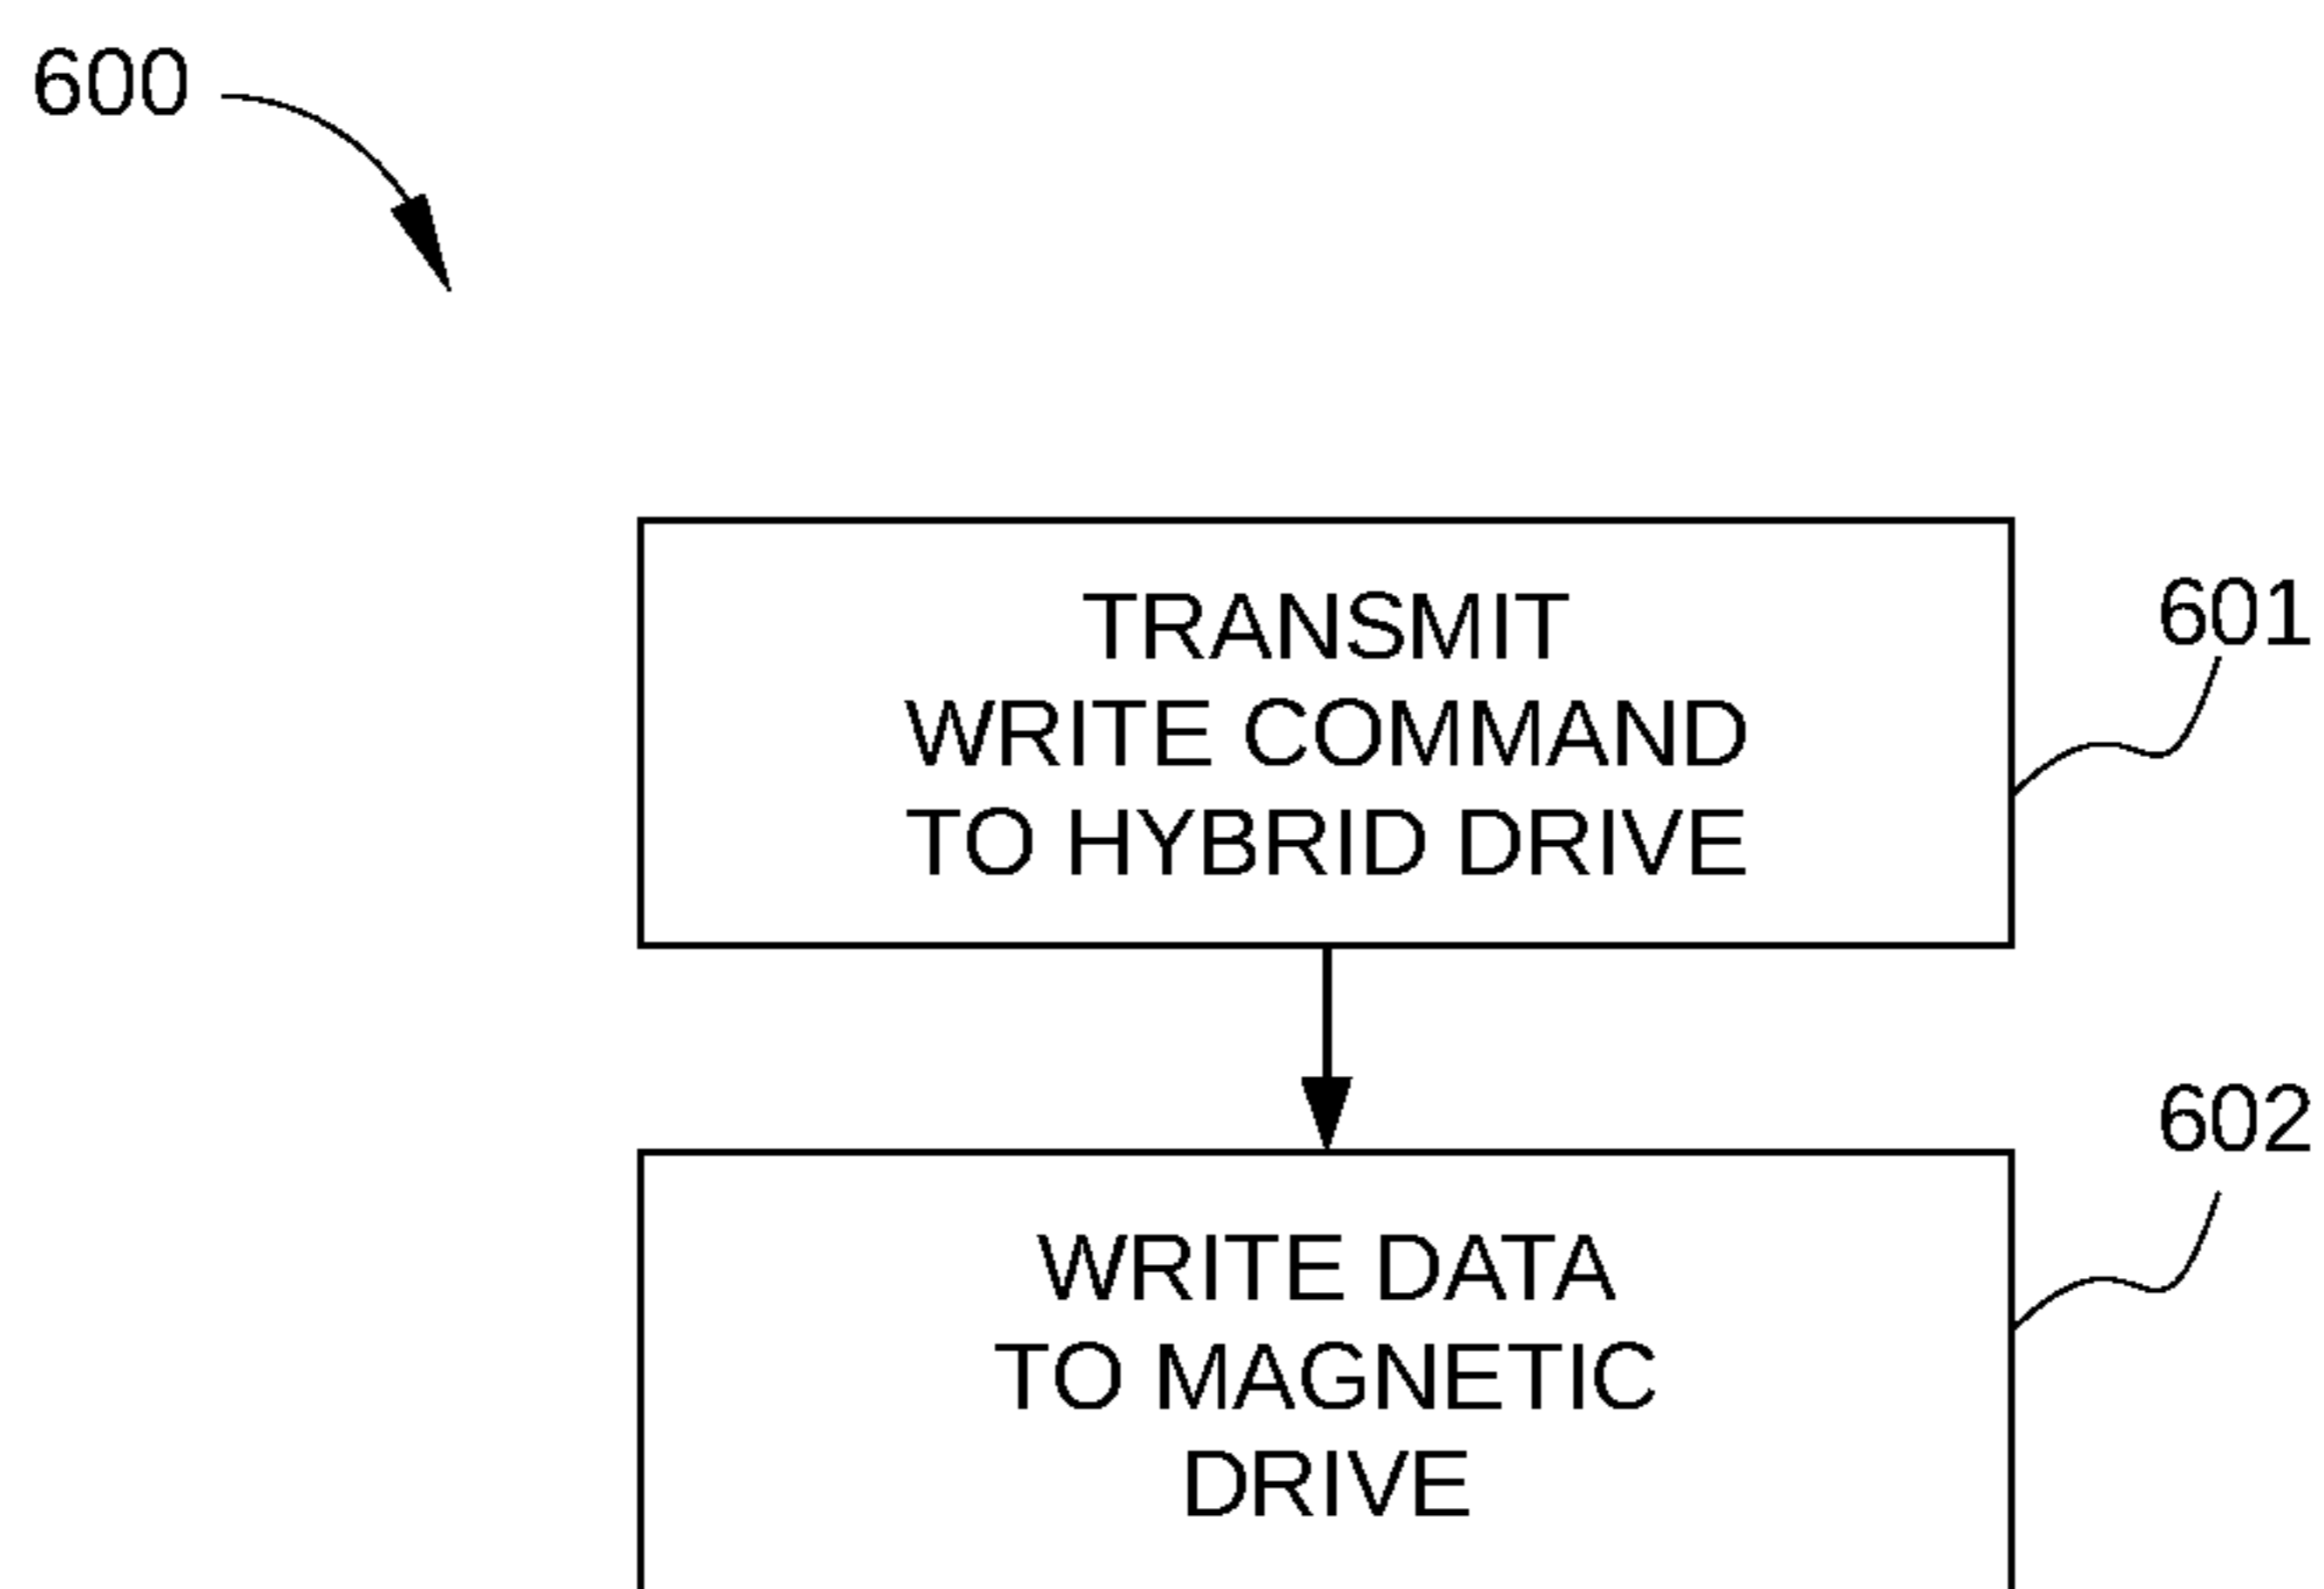 600
TRANSMIT
WRITE COMMAND
TO HYBRID DRIVE
601
602
WRITE DATA
TO MAGNETIC
DRIVE